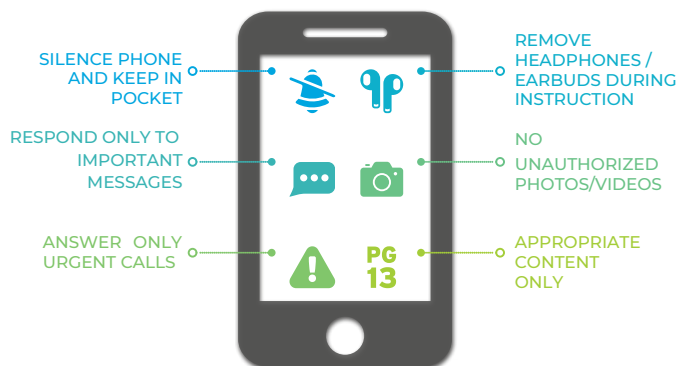 SILENCE PHONE
AND KEEP IN
POCKET
REMOVE
HEADPHONES /
EARBUDS DURING
INSTRUCTION
RESPOND ONLY TO
IMPORTANT
MESSAGES
NO
UNAUTHORIZED
PHOTOS/VIDEOS
ANSWER ONLY
URGENT CALLS
PG
13
APPROPRIATE
CONTENT
ONLY